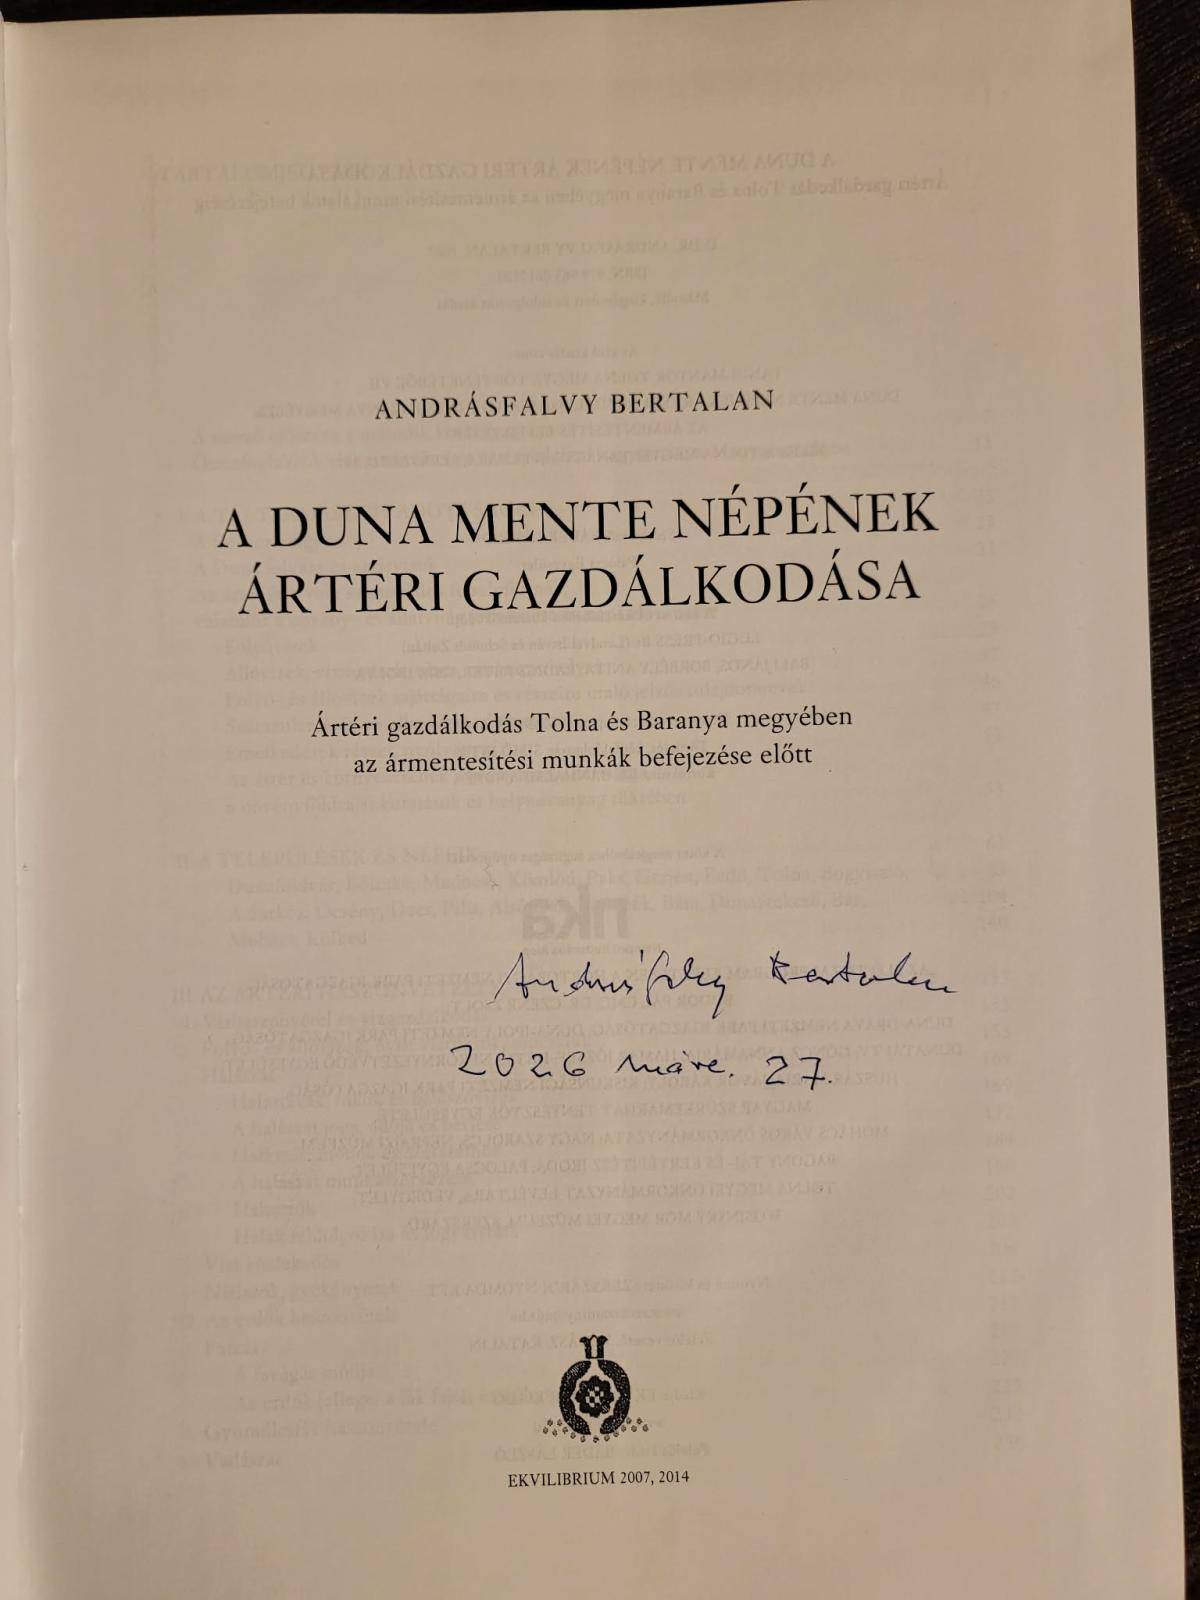 ANDRÁSFALVY BERTALAN
A DUNA MENTE NÉPÉNEK
ÁRTÉRI GAZDÁLKODÁSA
Ártéri gazdálkodás Tolna és Baranya megyében
az ármentesítési munkák befejezése előtt
Andrásfalvy Bertalan
2026 márc. 27.
EKVILIBRIUM 2007, 2014